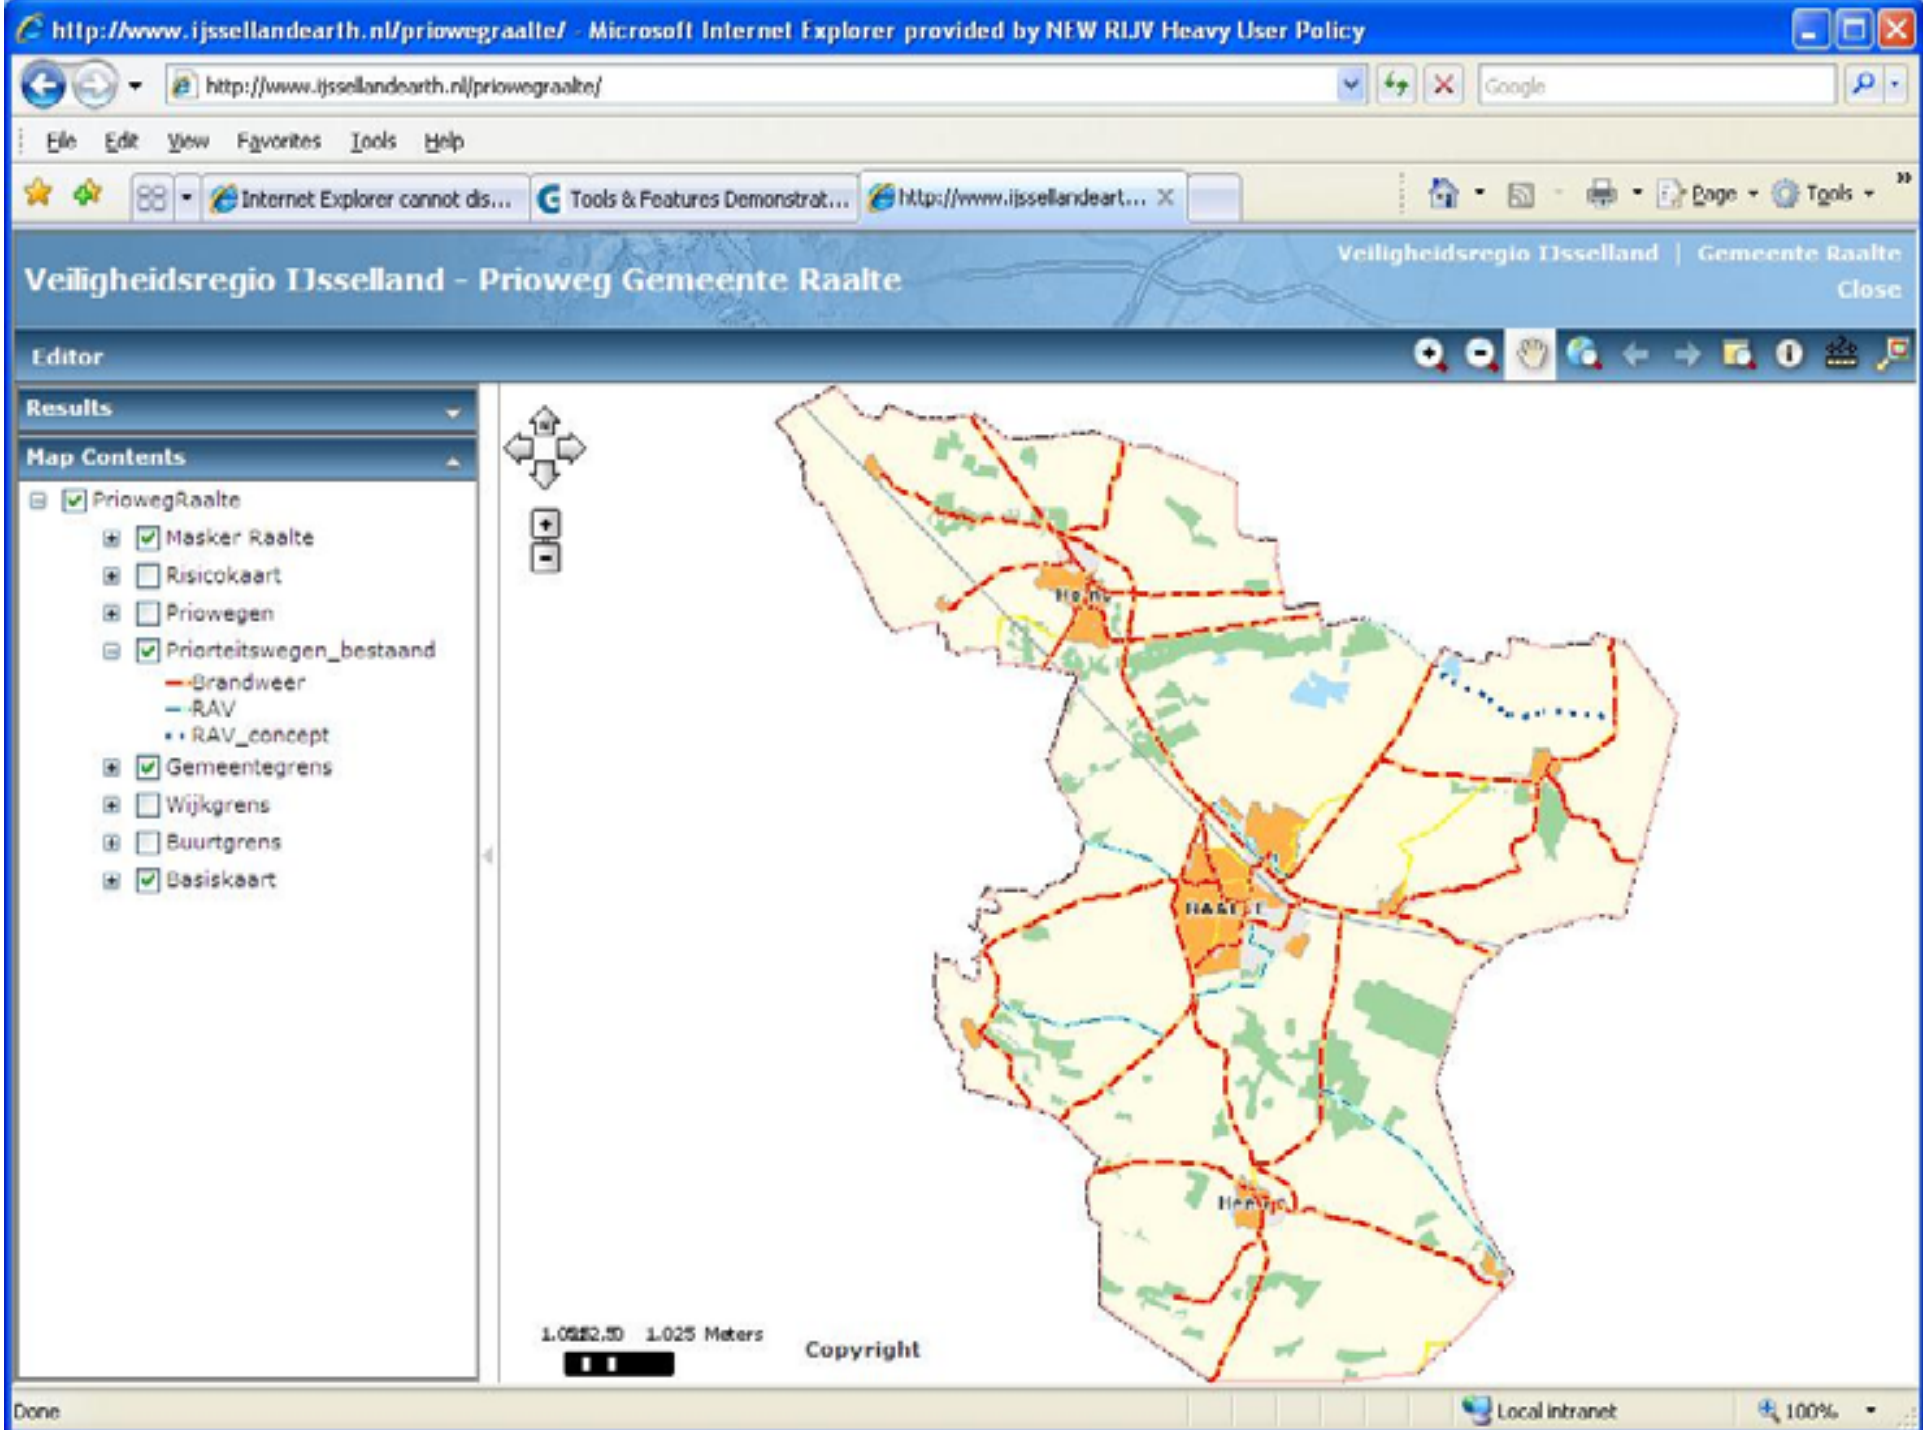 http://www.ijssellandearth.nl/priowegraalte/ - Microsoft Internet Explorer provided by NEW RIJV Heavy User Policy
http://www.ijssellandearth.nl/priowegraalte/
Google
File Edit View Favorites Tools Help
Internet Explorer cannot dis...
Tools & Features Demonstrat...
http://www.ijssellandeart...
Page
Tools
Veiligheidsregio IJsselland - Prioweg Gemeente Raalte
Veiligheidsregio IJsselland | Gemeente Raalte
Close
Editor
Results
Map Contents
PriowegRaalte
Masker Raalte
Risicokaart
Priowegen
Priorteitswegen_bestaand
Brandweer
RAV
RAV_concept
Gemeentegrens
Wijkgrens
Buurtgrens
Basiskaart
N
1.025 Meters
Copyright
Done
Local intranet
100%